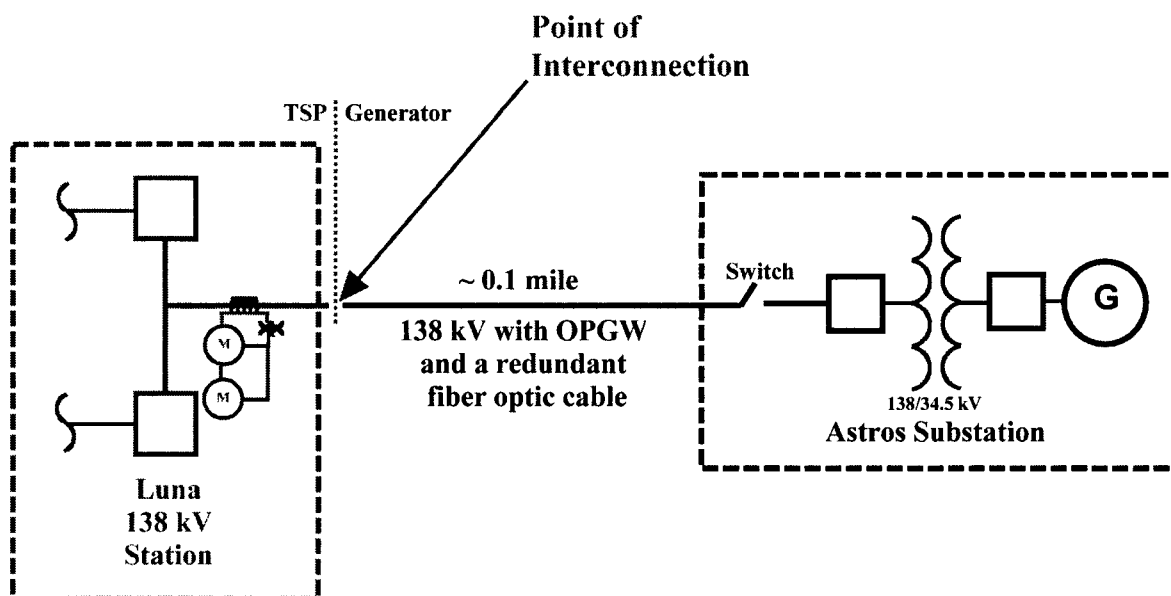 Point of
Interconnection
TSP
Generator
~ 0.1 mile
138 kV with OPGW
and a redundant
fiber optic cable
Switch
G
M
M
138/34.5 kV
Astros Substation
Luna
138 kV
Station